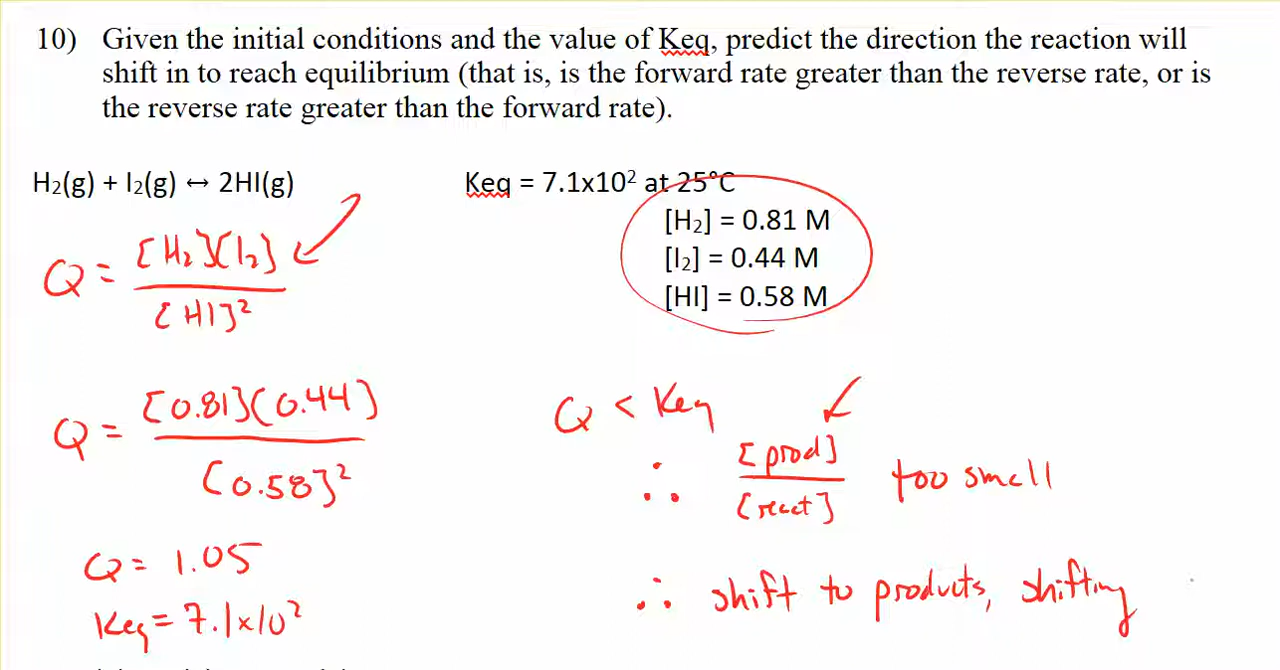 10) Given the initial conditions and the value of Keq, predict the direction the reaction will
shift in to reach equilibrium (that is, is the forward rate greater than the reverse rate, or is
the reverse rate greater than the forward rate).
H₂(g) + I₂(g) ↔ 2HI(g)
Keq = 7.1x10² at 25°C
[H₂] = 0.81 M
[I₂] = 0.44 M
[HI] = 0.58 M
Q = [H₂][I₂]
[HI]²
Q = [0.81][0.44]
[0.58]²
Q = 1.05
Keq = 7.1x10²
Q < Keq
∴ [prod] too small
[react]
∴ shift to products, shifting